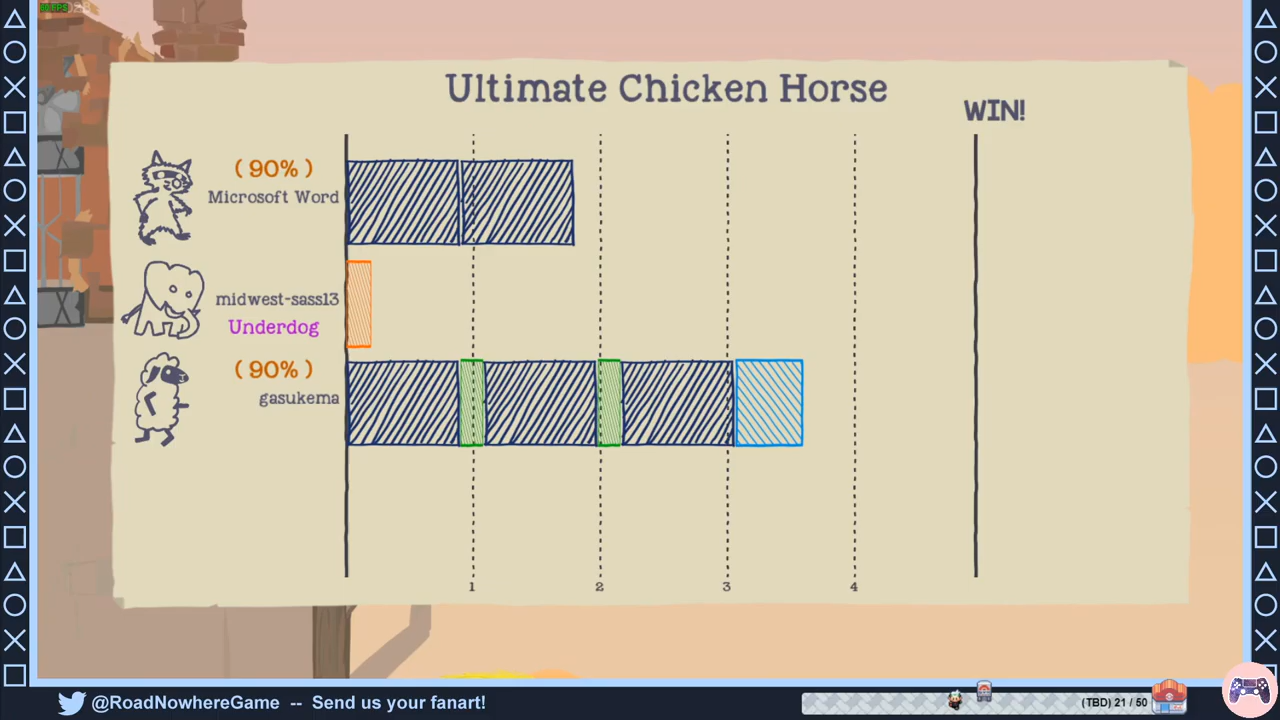 Ultimate Chicken Horse
WIN!
( 90% )
Microsoft Word
midwest-sass13
Underdog
( 90% )
gasukema
1 2 3 4
@RoadNowhereGame -- Send us your fanart!
(TBD) 21 / 50